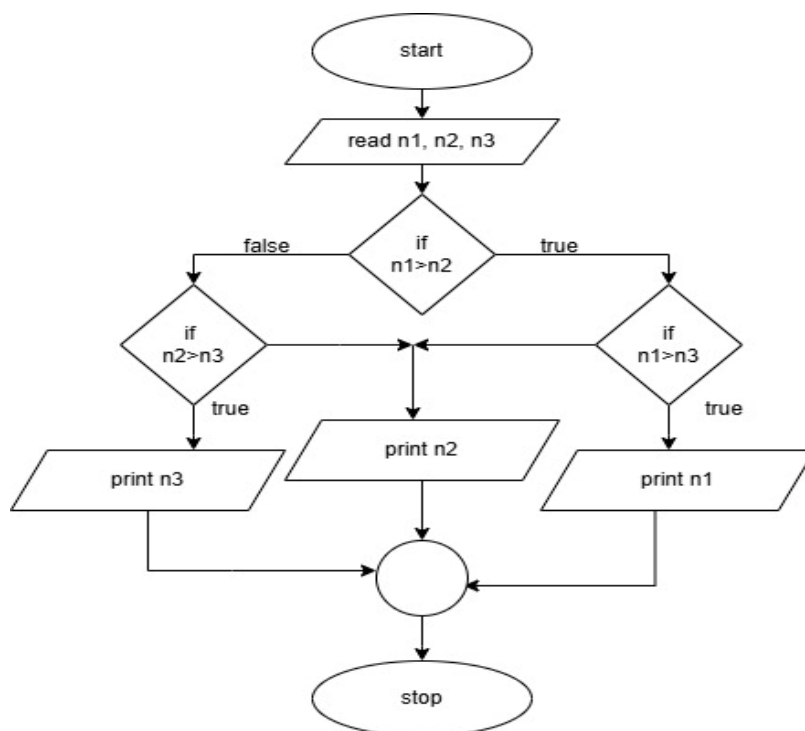 start
read n1, n2, n3
if
n1>n2
false
true
if
n2>n3
if
n1>n3
true
true
print n3
print n2
print n1
stop